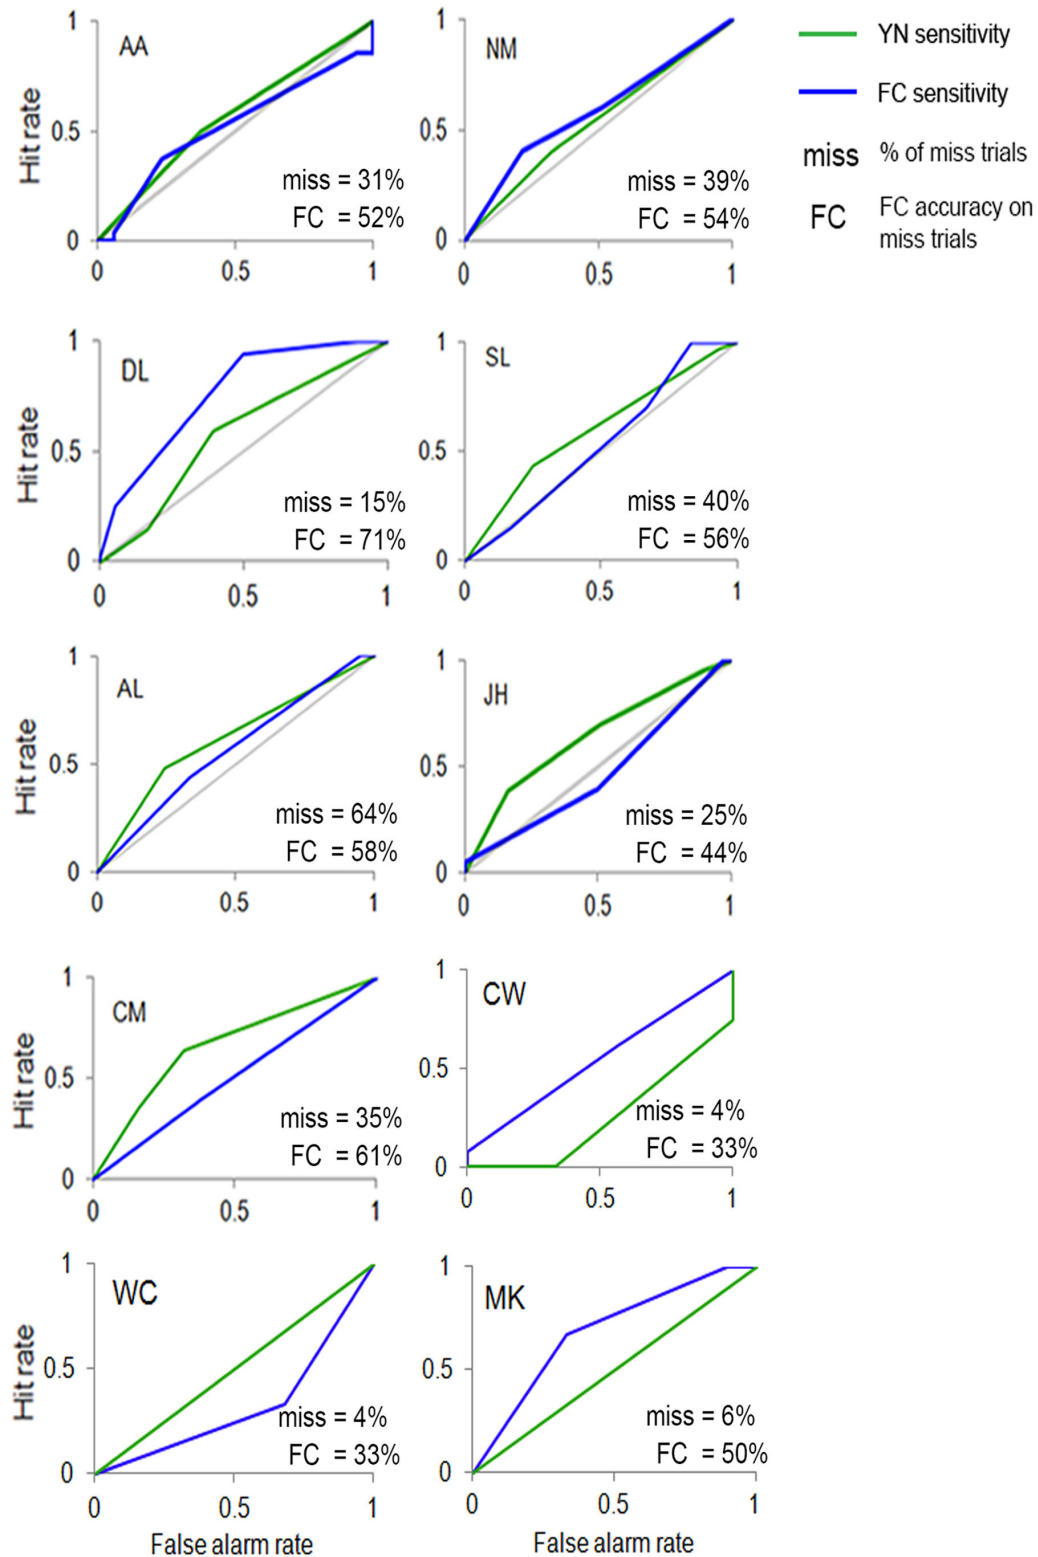 1
AA
Hit rate
0.5
miss = 31%
FC = 52%
0
0
0.5
1
1
NM
0.5
miss = 39%
FC = 54%
0
0
0.5
1
YN sensitivity
FC sensitivity
miss % of miss trials
FC FC accuracy on
miss trials
1
DL
Hit rate
0.5
miss = 15%
FC = 71%
0
0
0.5
1
1
SL
0.5
miss = 40%
FC = 56%
0
0
0.5
1
1
AL
Hit rate
0.5
miss = 64%
FC = 58%
0
0
0.5
1
1
JH
0.5
miss = 25%
FC = 44%
0
0
0.5
1
1
CM
Hit rate
0.5
miss = 35%
FC = 61%
0
0
0.5
1
1
CW
0.5
miss = 4%
FC = 33%
0
0
0.5
1
1
WC
Hit rate
0.5
miss = 4%
FC = 33%
0
0
0.5
1
False alarm rate
1
MK
0.5
miss = 6%
FC = 50%
0
0
0.5
1
False alarm rate